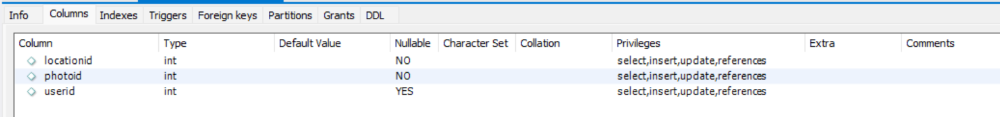 Info Columns Indexes Triggers Foreign keys Partitions Grants DDL
Column Type Default Value Nullable Character Set Collation Privileges Extra Comments
locationid int NO select,insert,update,references
photoid int NO select,insert,update,references
userid int YES select,insert,update,references